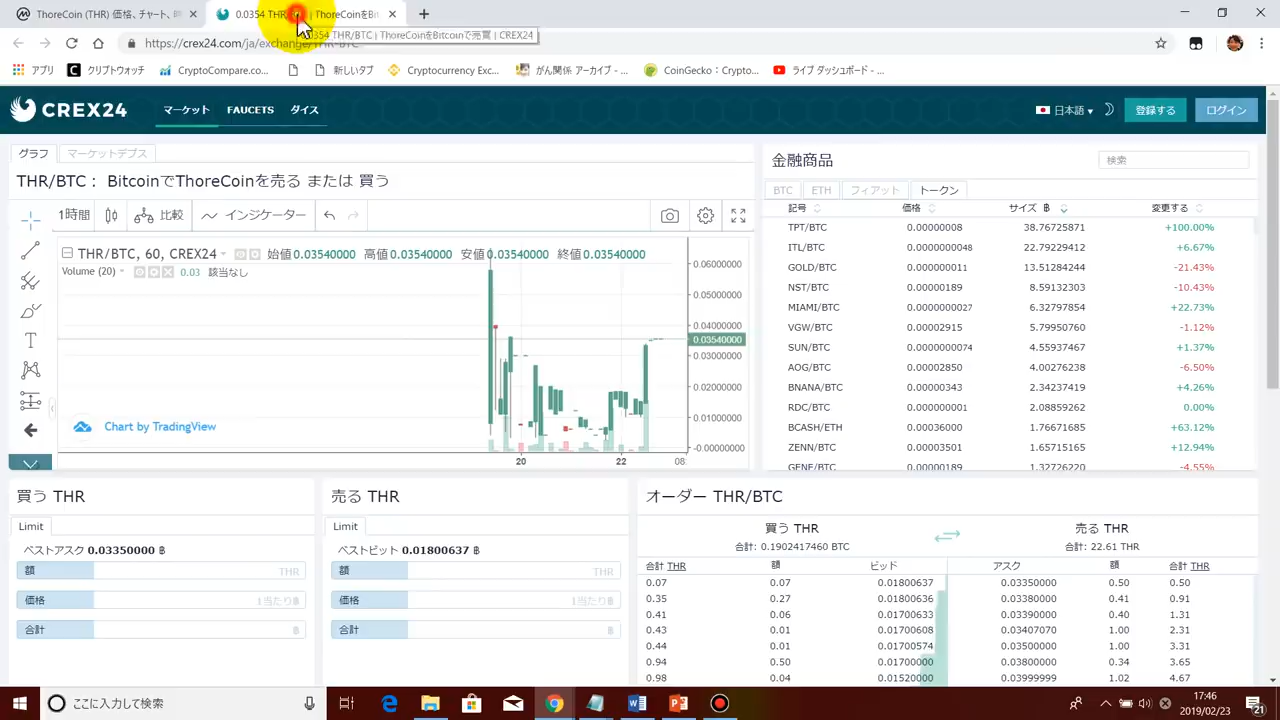 ThoreCoin (THR) 価格、チャート、
0.0354 THR/BTC | ThoreCoinをBit
0354 THR/BTC | ThoreCoinをBitcoinで売買 | CREX24
https://crex24.com/ja/exchange/THR-BTC
アプリ クリプトウォッチ CryptoCompare.co... 新しいタブ Cryptocurrency Exc... がん関係 アーカイブ - ... CoinGecko：Crypto... ライブ ダッシュボード - ...
CREX24 マーケット FAUCETS ダイス 日本語 登録する ログイン
グラフ マーケットデプス
THR/BTC： BitcoinでThoreCoinを売る または 買う
1時間 比較 インジケーター
THR/BTC, 60, CREX24 始値0.03540000 高値0.03540000 安値0.03540000 終値0.03540000
Volume (20) 0.03 該当なし
0.06000000
0.05000000
0.04000000
0.03540000
0.03000000
0.02000000
0.01000000
-0.00000000
Chart by TradingView
20 22 08:
金融商品 検索
BTC ETH フィアット トークン
記号 価格 サイズ ฿ 変更する
TPT/BTC 0.00000008 38.76725871 +100.00%
ITL/BTC 0.0000000048 22.79229412 +6.67%
GOLD/BTC 0.000000011 13.51284244 -21.43%
NST/BTC 0.00000189 8.59132303 -10.43%
MIAMI/BTC 0.0000000027 6.32797854 +22.73%
VGW/BTC 0.00002915 5.79950760 -1.12%
SUN/BTC 0.0000000074 4.55937467 +1.37%
AOG/BTC 0.00002850 4.00276238 -6.50%
BNANA/BTC 0.00000343 2.34237419 +4.26%
RDC/BTC 0.000000001 2.08859262 0.00%
BCASH/ETH 0.00036000 1.76671685 +63.12%
ZENN/BTC 0.00003501 1.65715165 +12.94%
GENE/BTC 0.00000189 1.32726220 -4.55%
買う THR
Limit
ベストアスク 0.03350000 ฿
額 THR
価格 1当たり฿
合計 ฿
売る THR
Limit
ベストビット 0.01800637 ฿
額 THR
価格 1当たり฿
合計 ฿
オーダー THR/BTC
買う THR 売る THR
合計: 0.1902417460 BTC 合計: 22.61 THR
合計 THR 額 ビッド アスク 額 合計 THR
0.07 0.07 0.01800637 0.03350000 0.50 0.50
0.35 0.27 0.01800636 0.03380000 0.41 0.91
0.41 0.06 0.01700633 0.03390000 0.40 1.31
0.43 0.01 0.01700608 0.03407070 1.00 2.31
0.44 0.01 0.01700574 0.03500000 1.00 3.31
0.94 0.50 0.01700000 0.03800000 0.34 3.65
0.98 0.04 0.01520000 0.03999999 1.02 4.67
ここに入力して検索
17:46
2019/02/23
21